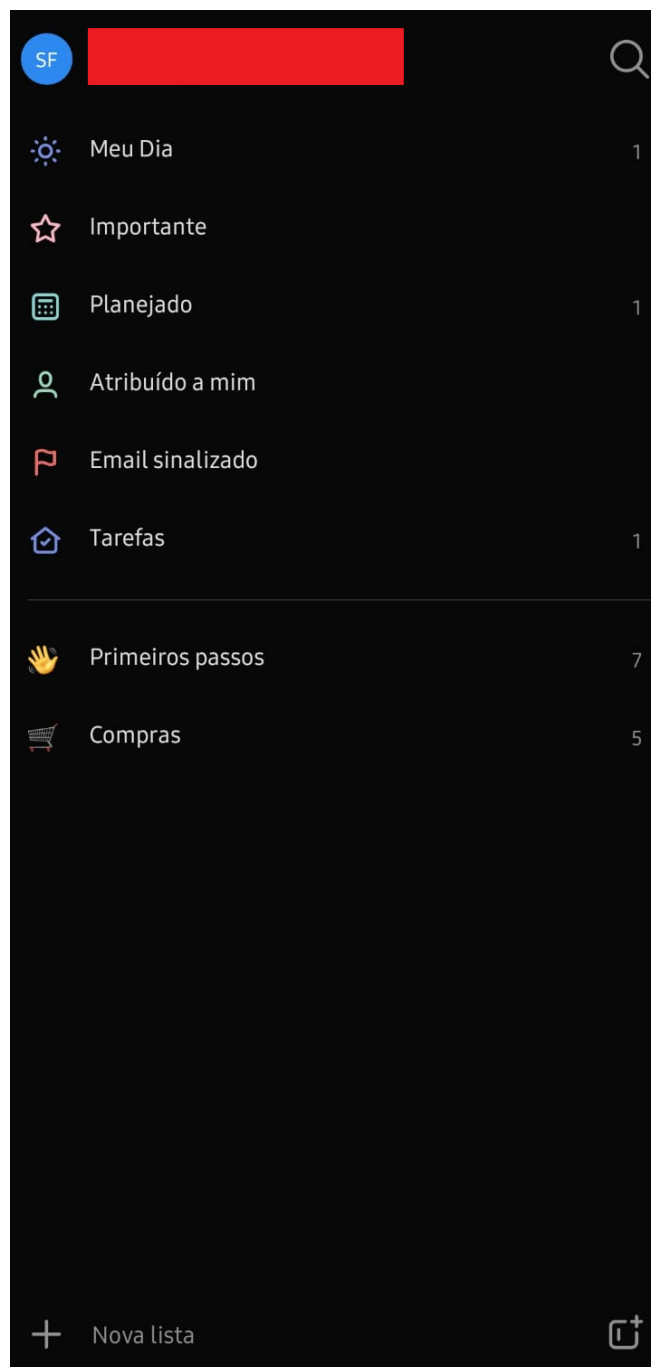 SF
Meu Dia 1
Importante
Planejado 1
Atribuído a mim
Email sinalizado
Tarefas 1
Primeiros passos 7
Compras 5
Nova lista